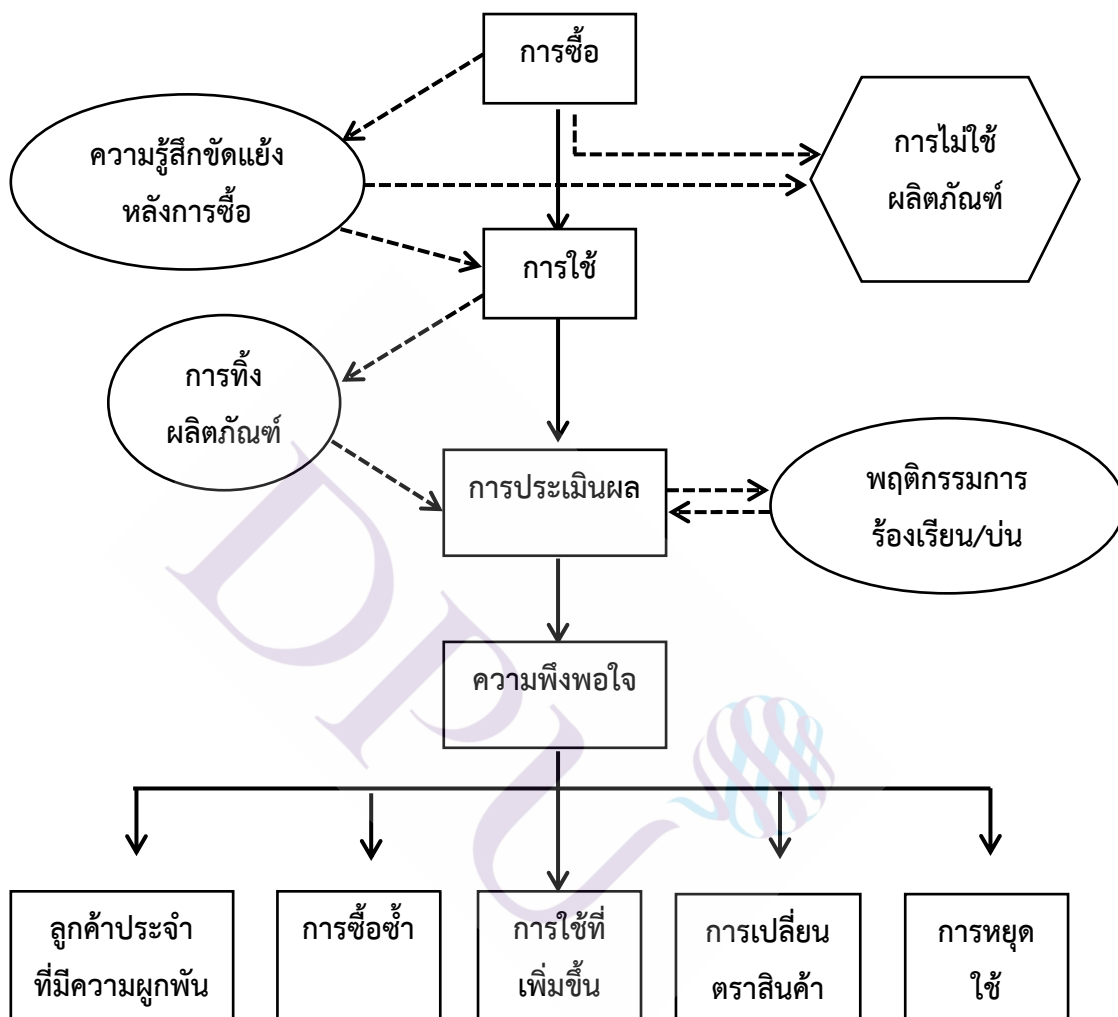 การซื้อ
ความรู้สึกขัดแย้ง
หลังการซื้อ
การไม่ใช้
ผลิตภัณฑ์
การใช้
การทิ้ง
ผลิตภัณฑ์
การประเมินผล
พฤติกรรมการ
ร้องเรียน/บ่น
ความพึงพอใจ
ลูกค้าประจำ
ที่มีความผูกพัน
การซื้อซ้ำ
การใช้ที่
เพิ่มขึ้น
การเปลี่ยน
ตราสินค้า
การหยุด
ใช้
DPU